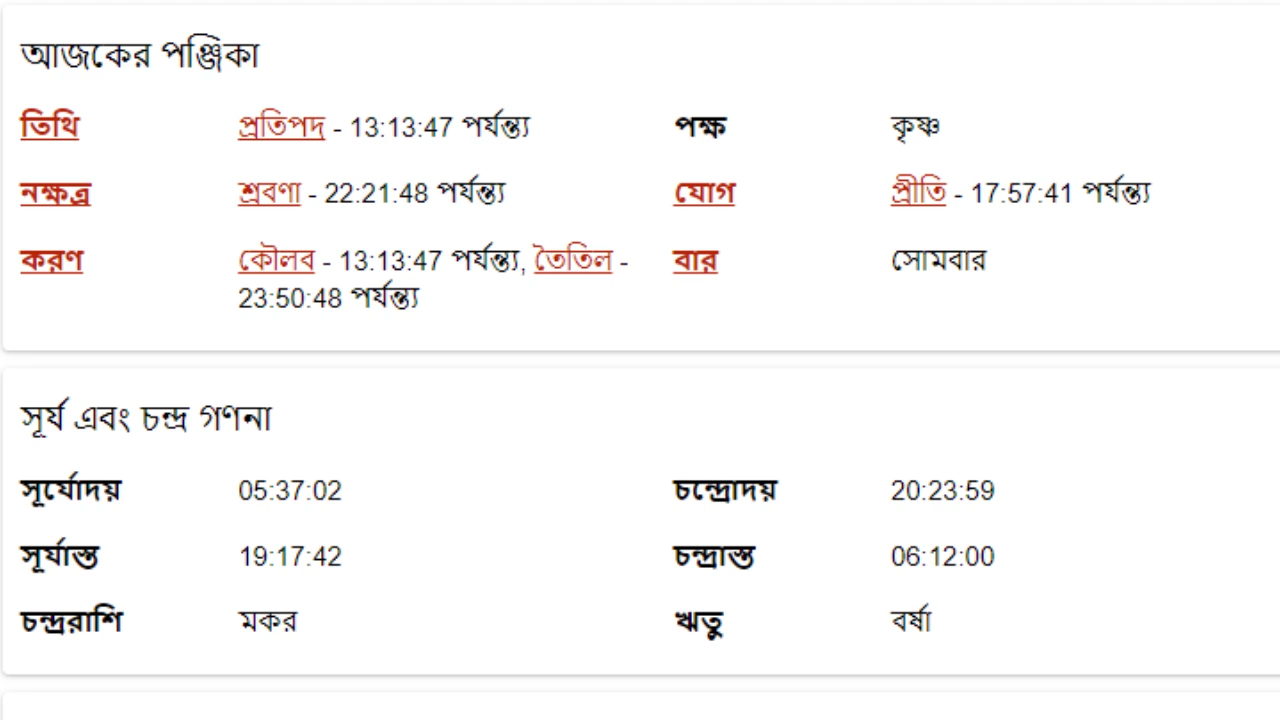 আজকের পঞ্জিকা
তিথি প্রতিপদ - 13:13:47 পর্যন্ত্য পক্ষ কৃষ্ণ
নক্ষত্র শ্রবণা - 22:21:48 পর্যন্ত্য যোগ প্রীতি - 17:57:41 পর্যন্ত্য
করণ কৌলব - 13:13:47 পর্যন্ত্য, তৈতিল - বার সোমবার
23:50:48 পর্যন্ত্য
সূর্য এবং চন্দ্র গণনা
সূর্যোদয় 05:37:02 চন্দ্রোদয় 20:23:59
সূর্যাস্ত 19:17:42 চন্দ্রাস্ত 06:12:00
চন্দ্ররাশি মকর ঋতু বর্ষা